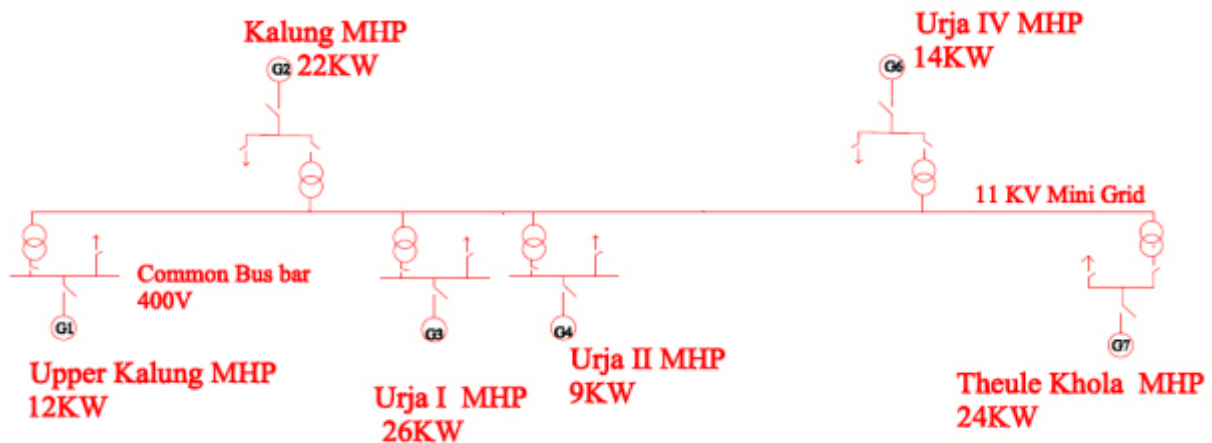 Kalung MHP
G2 22KW
Urja IV MHP
G6 14KW
11 KV Mini Grid
Common Bus bar
400V
G1
G3
G4
G7
Upper Kalung MHP
12KW
Urja I MHP
26KW
Urja II MHP
9KW
Theule Khola MHP
24KW